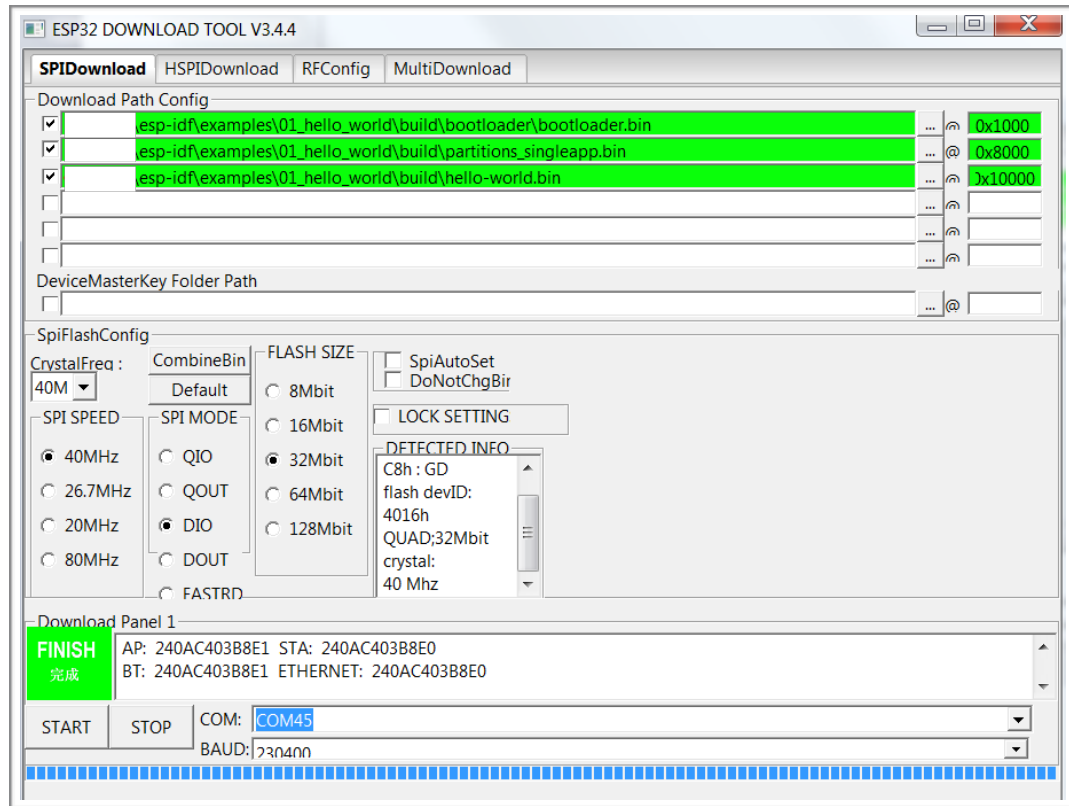 ESP32 DOWNLOAD TOOL V3.4.4
SPIDownload HSPIDownload RFConfig MultiDownload
Download Path Config
\esp-idf\examples\01_hello_world\build\bootloader\bootloader.bin ... @ 0x1000
\esp-idf\examples\01_hello_world\build\partitions_singleapp.bin ... @ 0x8000
\esp-idf\examples\01_hello_world\build\hello-world.bin ... @ 0x10000
... @
... @
... @
DeviceMasterKey Folder Path
... @
SpiFlashConfig
CrystalFreq :
40M
CombineBin
Default
SPI SPEED
40MHz
26.7MHz
20MHz
80MHz
SPI MODE
QIO
QOUT
DIO
DOUT
FASTRD
FLASH SIZE
8Mbit
16Mbit
32Mbit
64Mbit
128Mbit
SpiAutoSet
DoNotChgBin
LOCK SETTING
DETECTED INFO
C8h : GD
flash devID:
4016h
QUAD;32Mbit
crystal:
40 Mhz
Download Panel 1
FINISH
完成
AP: 240AC403B8E1 STA: 240AC403B8E0
BT: 240AC403B8E1 ETHERNET: 240AC403B8E0
START STOP
COM: COM45
BAUD: 230400